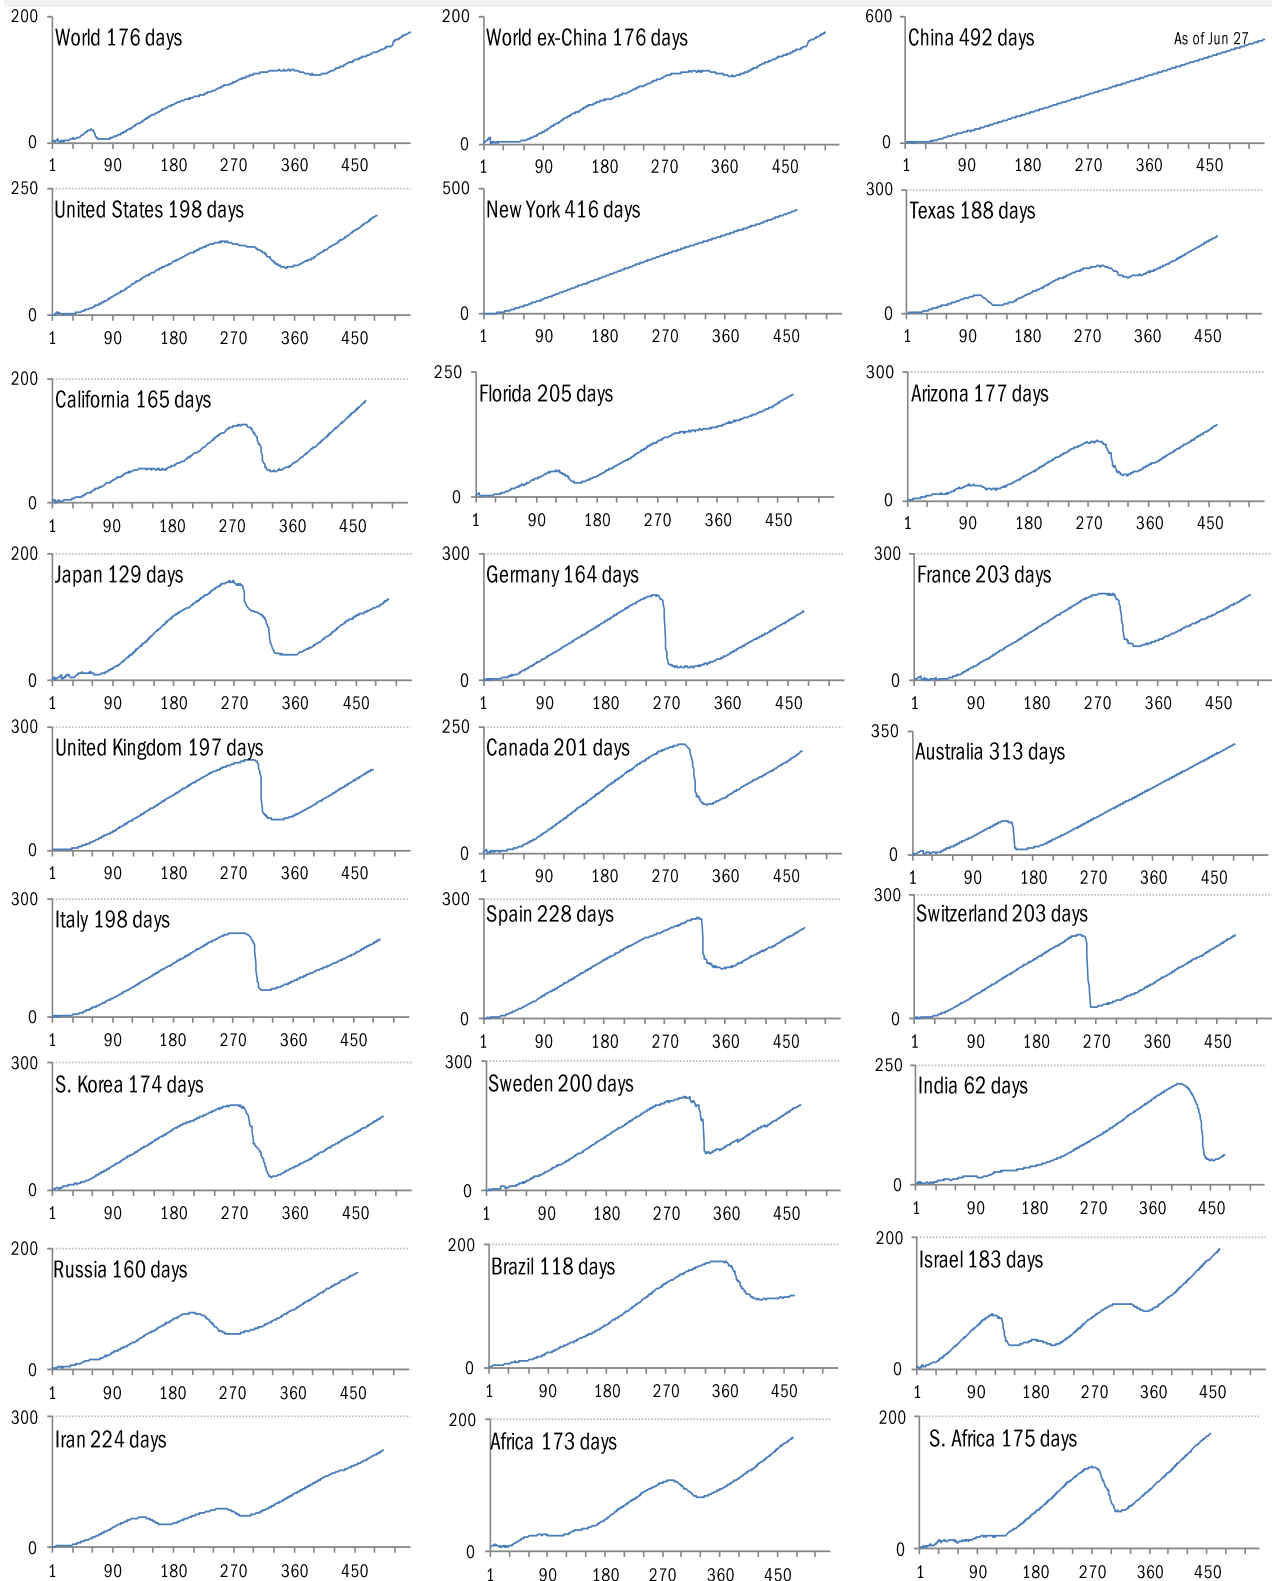 200 200 600
World 176 days World ex-China 176 days China 492 days As of Jun 27
0 0 0
1 90 180 270 360 450 1 90 180 270 360 450 1 90 180 270 360 450
250 500 300
United States 198 days New York 416 days Texas 188 days
0 0 0
1 90 180 270 360 450 1 90 180 270 360 450 1 90 180 270 360 450
200 250 300
California 165 days Florida 205 days Arizona 177 days
0 0 0
1 90 180 270 360 450 1 90 180 270 360 450 1 90 180 270 360 450
200 300 300
Japan 129 days Germany 164 days France 203 days
0 0 0
1 90 180 270 360 450 1 90 180 270 360 450 1 90 180 270 360 450
300 250 350
United Kingdom 197 days Canada 201 days Australia 313 days
0 0 0
1 90 180 270 360 450 1 90 180 270 360 450 1 90 180 270 360 450
300 300 300
Italy 198 days Spain 228 days Switzerland 203 days
0 0 0
1 90 180 270 360 450 1 90 180 270 360 450 1 90 180 270 360 450
300 300 250
S. Korea 174 days Sweden 200 days India 62 days
0 0 0
1 90 180 270 360 450 1 90 180 270 360 450 1 90 180 270 360 450
200 200 200
Russia 160 days Brazil 118 days Israel 183 days
0 0 0
1 90 180 270 360 450 1 90 180 270 360 450 1 90 180 270 360 450
300 200 200
Iran 224 days Africa 173 days S. Africa 175 days
0 0 0
1 90 180 270 360 450 1 90 180 270 360 450 1 90 180 270 360 450